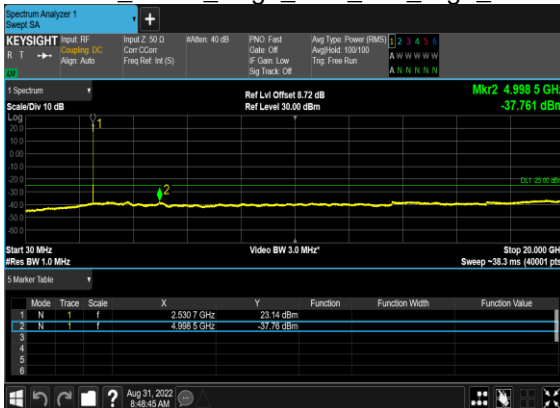 Spectrum Analyzer 1
Swept SA
KEYSIGHT Input: RF Input Z: 50 Ω #Atten: 40 dB PNO: Fast Avg Type: Power (RMS) 1 2 3 4 5 6
R T Coupling: DC Corr CCorr Gate: Off Avg|Hold: 100/100 A W W W W W
Align: Auto Freq Ref: Int (S) IF Gain: Low Trig: Free Run
LXI Sig Track: Off A N N N N N
1 Spectrum Ref Lvl Offset 8.72 dB Mkr2 4.998 5 GHz
Scale/Div 10 dB Ref Level 30.00 dBm -37.761 dBm
Log
20.0
10.0
0.00
-10.0
-20.0
-30.0
-40.0
-50.0
-60.0
1
2
DL1 -25.00 dBm
Start 30 MHz Video BW 3.0 MHz* Stop 20.000 GHz
#Res BW 1.0 MHz Sweep ~38.3 ms (40001 pts)
5 Marker Table
Mode Trace Scale X Y Function Function Width Function Value
1 N 1 f 2.530 7 GHz 23.14 dBm
2 N 1 f 4.998 5 GHz -37.76 dBm
3
4
5
6
? Aug 31, 2022
8:48:45 AM